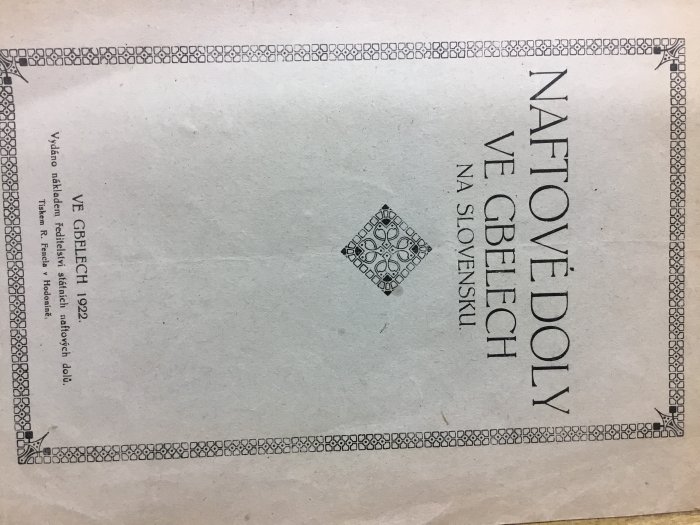 NAFTOVÉ DOLY
VE GBELECH
NA SLOVENSKU.
VE GBELECH 1922.
Vydáno nákladem ředitelství státních naftových dolů.
Tiskem R. Fencla v Hodoníně.